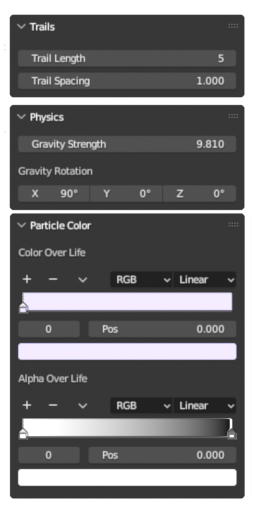 Trails
Trail Length 5
Trail Spacing 1.000
Physics
Gravity Strength 9.810
Gravity Rotation
X 90° Y 0° Z 0°
Particle Color
Color Over Life
+ − RGB Linear
0 Pos 0.000
Alpha Over Life
+ − RGB Linear
0 Pos 0.000